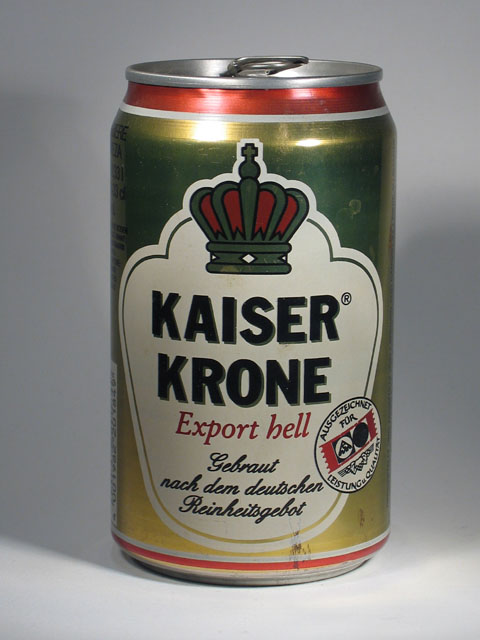 KAISER®
KRONE
Export hell
Gebraut
nach dem deutschen
Reinheitsgebot
AUSGEZEICHNET
FÜR
LEISTUNG u. QUALITÄT